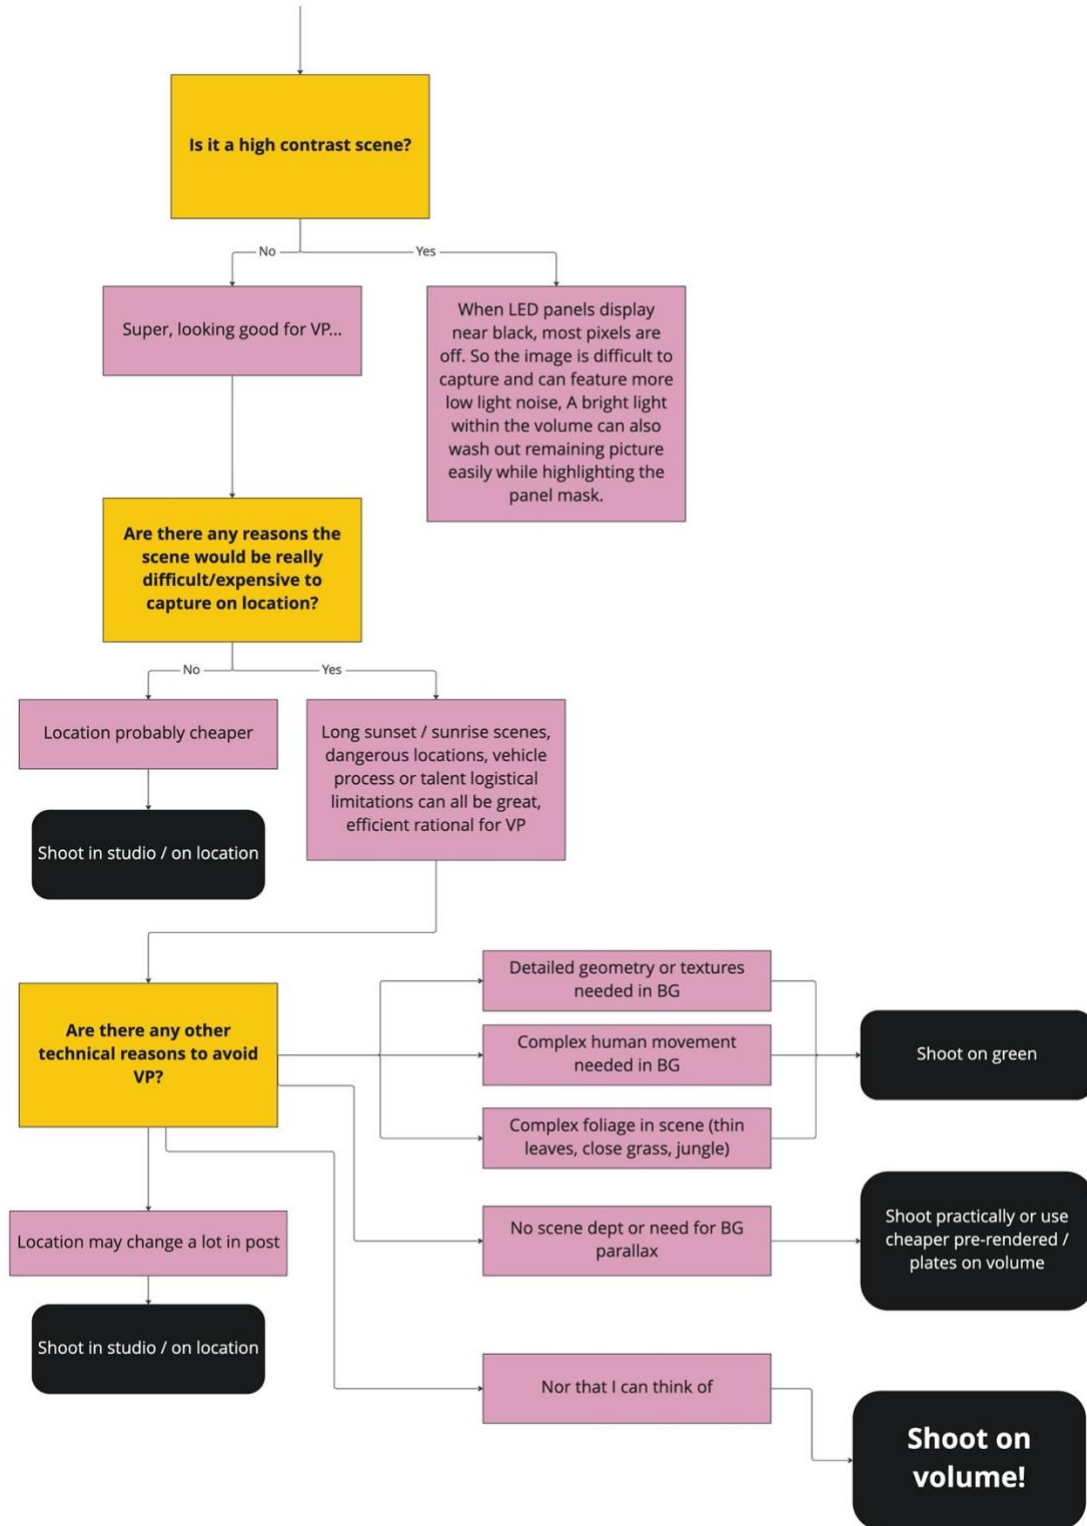 Is it a high contrast scene?
No
Yes
Super, looking good for VP...
When LED panels display
near black, most pixels are
off. So the image is difficult to
capture and can feature more
low light noise, A bright light
within the volume can also
wash out remaining picture
easily while highlighting the
panel mask.
Are there any reasons the
scene would be really
difficult/expensive to
capture on location?
No
Yes
Location probably cheaper
Long sunset / sunrise scenes,
dangerous locations, vehicle
process or talent logistical
limitations can all be great,
efficient rational for VP
Shoot in studio / on location
Are there any other
technical reasons to avoid
VP?
Detailed geometry or textures
needed in BG
Complex human movement
needed in BG
Complex foliage in scene (thin
leaves, close grass, jungle)
Shoot on green
No scene dept or need for BG
parallax
Shoot practically or use
cheaper pre-rendered /
plates on volume
Location may change a lot in post
Shoot in studio / on location
Nor that I can think of
Shoot on
volume!